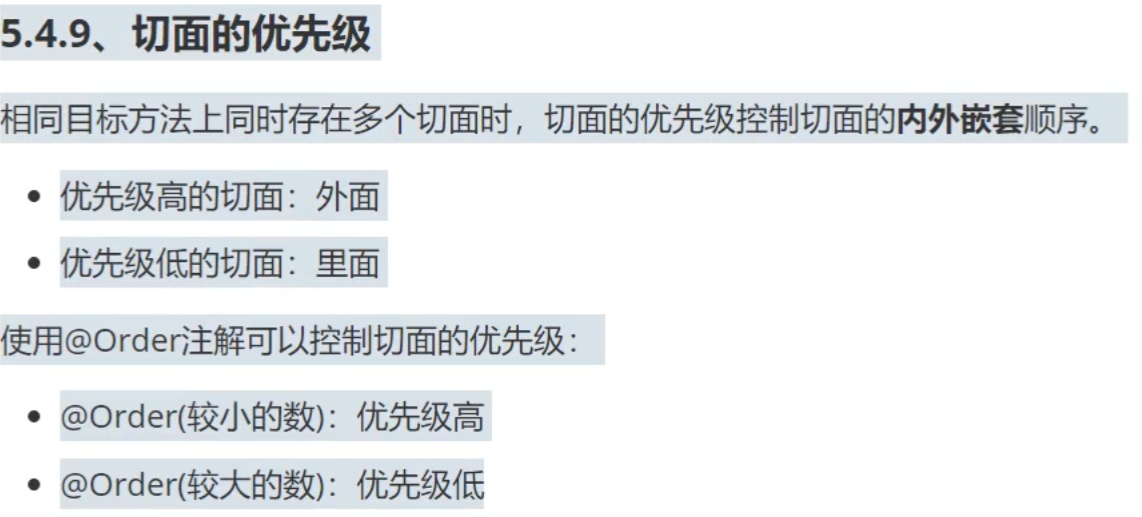 5.4.9、切面的优先级
相同目标方法上同时存在多个切面时，切面的优先级控制切面的内外嵌套顺序。
优先级高的切面：外面
优先级低的切面：里面
使用@Order注解可以控制切面的优先级：
@Order(较小的数)：优先级高
@Order(较大的数)：优先级低